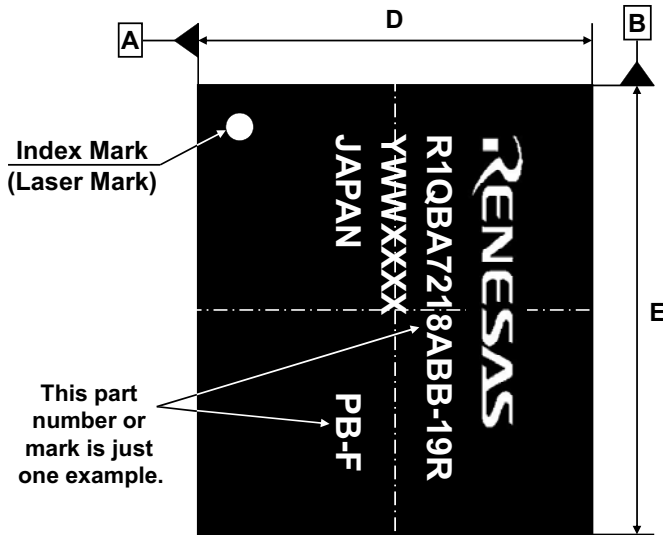 A
D
B
Index Mark
(Laser Mark)
RENESAS
R1QBA7218ABB-19R
YWWXXXX
JAPAN
PB-F
E
This part
number or
mark is just
one example.